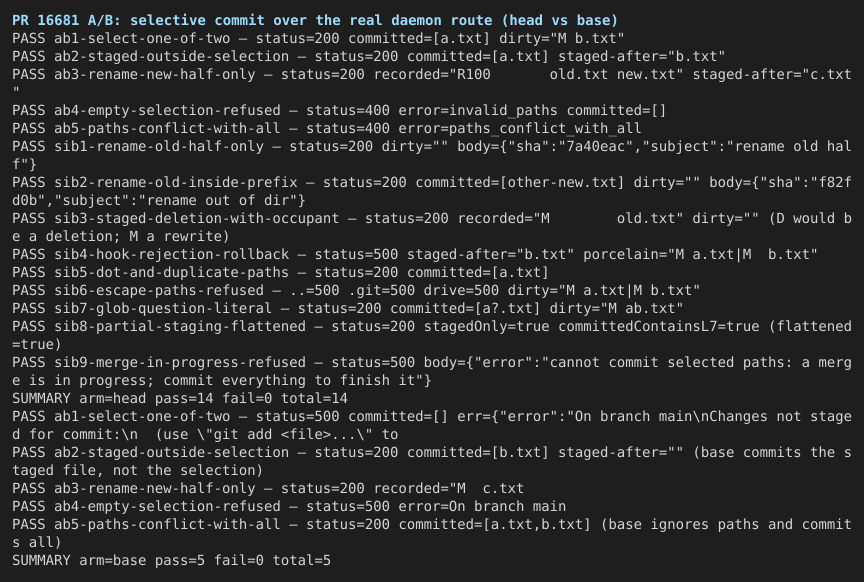 PR 16681 A/B: selective commit over the real daemon route (head vs base)
PASS ab1-select-one-of-two — status=200 committed=[a.txt] dirty="M b.txt"
PASS ab2-staged-outside-selection — status=200 committed=[a.txt] staged-after="b.txt"
PASS ab3-rename-new-half-only — status=200 recorded="R100       old.txt new.txt" staged-after="c.txt
"
PASS ab4-empty-selection-refused — status=400 error=invalid_paths committed=[]
PASS ab5-paths-conflict-with-all — status=400 error=paths_conflict_with_all
PASS sib1-rename-old-half-only — status=200 dirty="" body={"sha":"7a40eac","subject":"rename old hal
f"}
PASS sib2-rename-old-inside-prefix — status=200 committed=[other-new.txt] dirty="" body={"sha":"f82f
d0b","subject":"rename out of dir"}
PASS sib3-staged-deletion-with-occupant — status=200 recorded="M        old.txt" dirty="" (D would b
e a deletion; M a rewrite)
PASS sib4-hook-rejection-rollback — status=500 staged-after="b.txt" porcelain="M a.txt|M  b.txt"
PASS sib5-dot-and-duplicate-paths — status=200 committed=[a.txt]
PASS sib6-escape-paths-refused — ..=500 .git=500 drive=500 dirty="M a.txt|M b.txt"
PASS sib7-glob-question-literal — status=200 committed=[a?.txt] dirty="M ab.txt"
PASS sib8-partial-staging-flattened — status=200 stagedOnly=true committedContainsL7=true (flattened
=true)
PASS sib9-merge-in-progress-refused — status=500 body={"error":"cannot commit selected paths: a merg
e is in progress; commit everything to finish it"}
SUMMARY arm=head pass=14 fail=0 total=14
PASS ab1-select-one-of-two — status=500 committed=[] err={"error":"On branch main\nChanges not stage
d for commit:\n  (use \"git add <file>...\" to
PASS ab2-staged-outside-selection — status=200 committed=[b.txt] staged-after="" (base commits the s
taged file, not the selection)
PASS ab3-rename-new-half-only — status=200 recorded="M  c.txt
PASS ab4-empty-selection-refused — status=500 error=On branch main
PASS ab5-paths-conflict-with-all — status=200 committed=[a.txt,b.txt] (base ignores paths and commit
s all)
SUMMARY arm=base pass=5 fail=0 total=5